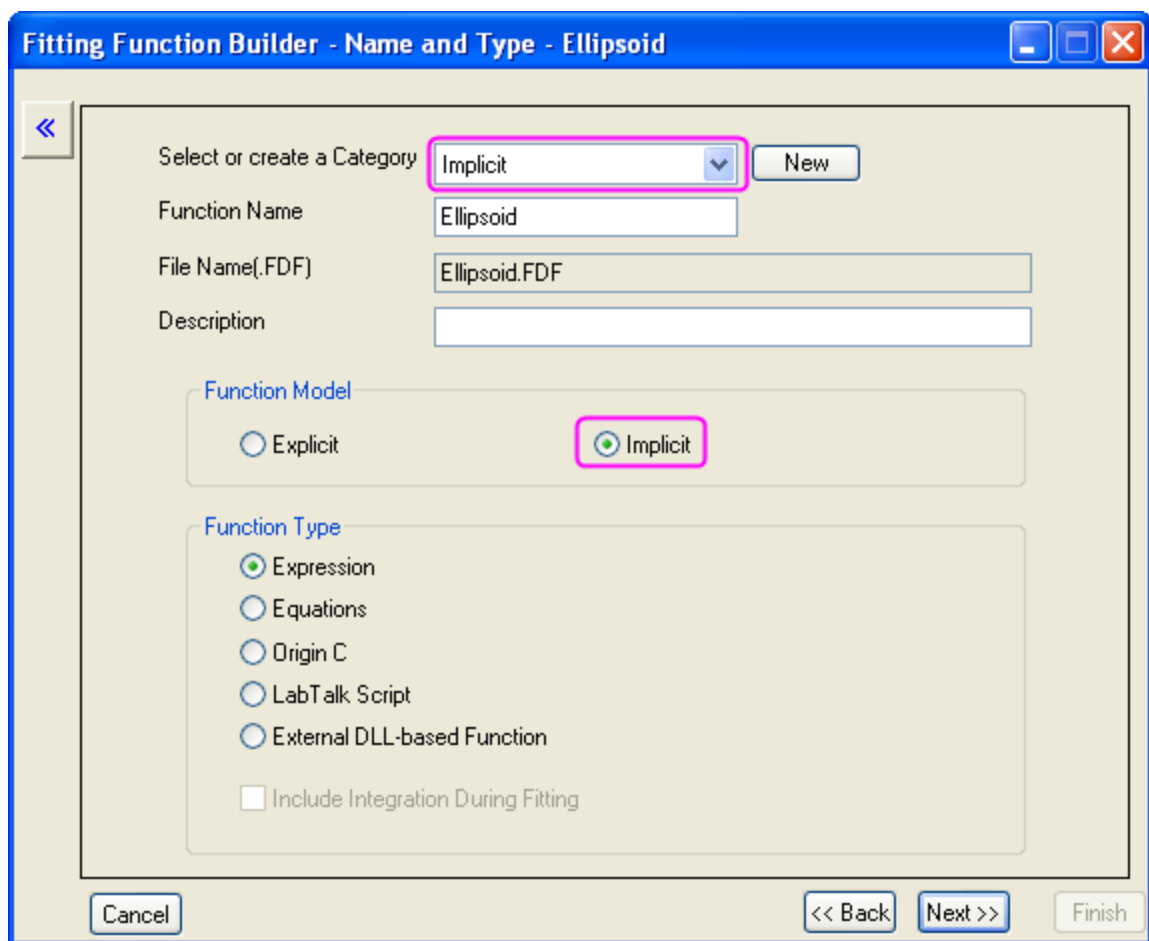 Fitting Function Builder - Name and Type - Ellipsoid
Select or create a Category Implicit New
Function Name Ellipsoid
File Name(.FDF) Ellipsoid.FDF
Description
Function Model
Explicit Implicit
Function Type
Expression
Equations
Origin C
LabTalk Script
External DLL-based Function
Include Integration During Fitting
Cancel << Back Next >> Finish